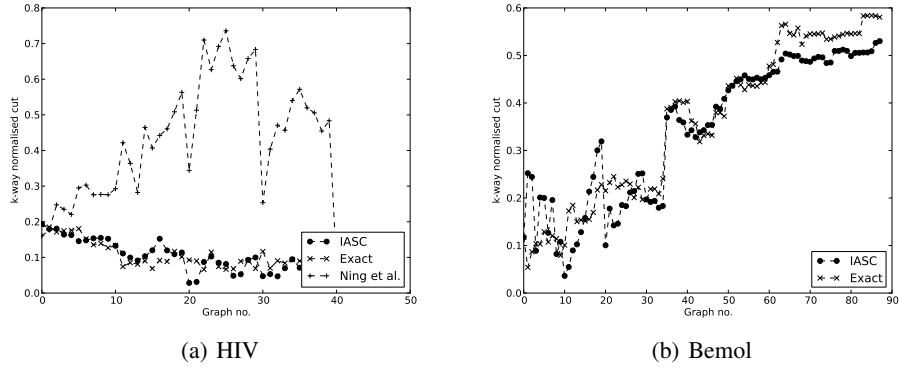 0.8
0.7
0.6
0.5
0.4
0.3
0.2
0.1
0.0
k-way normalised cut
0 10 20 30 40 50
Graph no.
IASC
Exact
Ning et al.
(a) HIV
0.6
0.5
0.4
0.3
0.2
0.1
0.0
k-way normalised cut
0 10 20 30 40 50 60 70 80 90
Graph no.
IASC
Exact
(b) Bemol